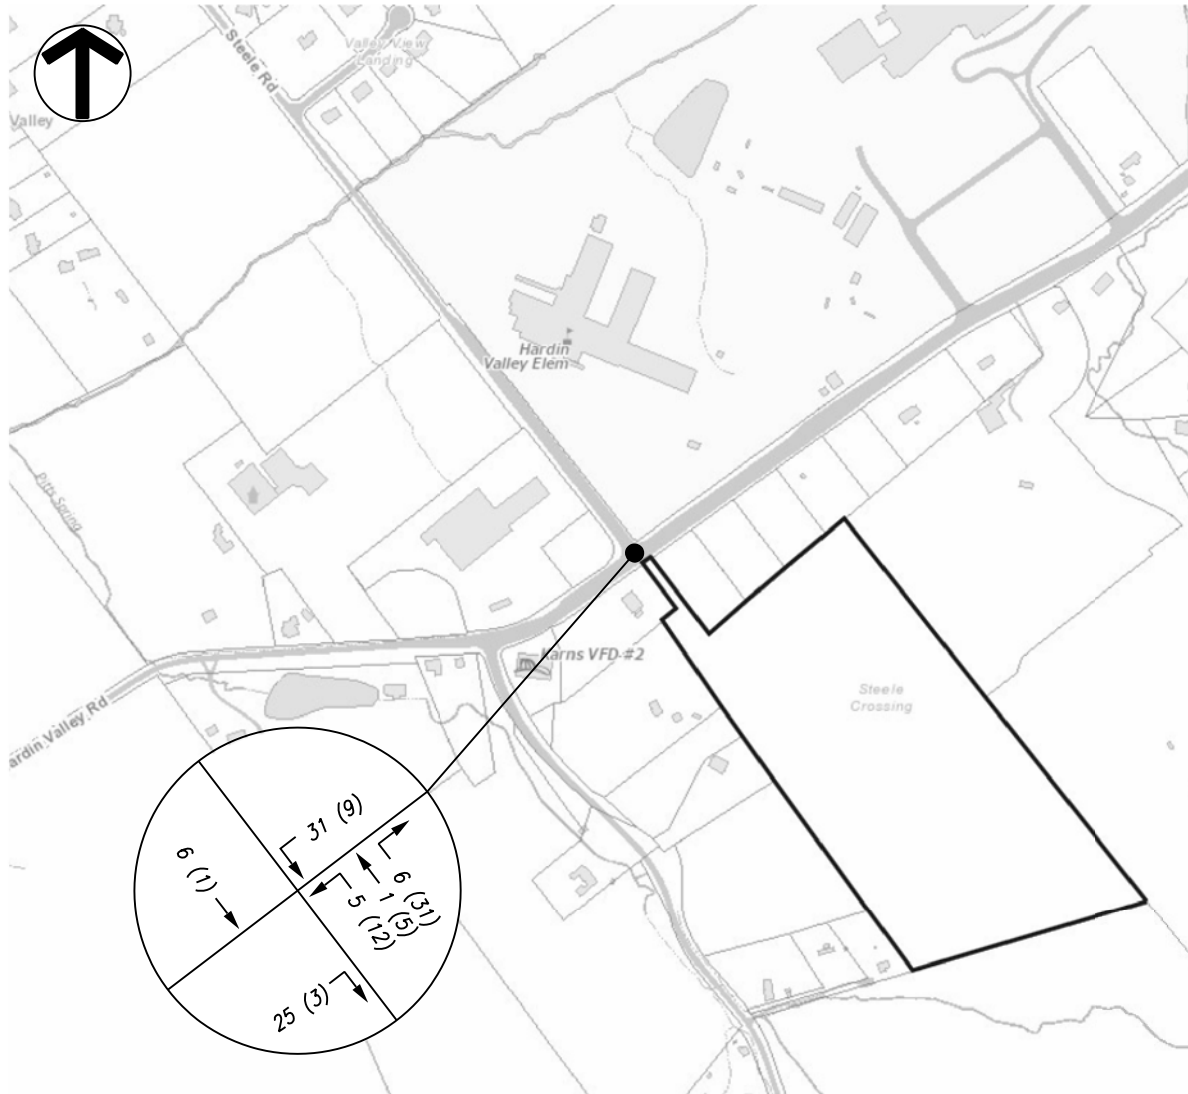 Steele Rd
Valley View
Landing
Valley
Hardin
Valley Elem
Pitts Spring
Karns VFD #2
Steele
Crossing
ardin Valley Rd
31 (9)
6 (1)
6 (31)
1 (5)
5 (12)
25 (3)